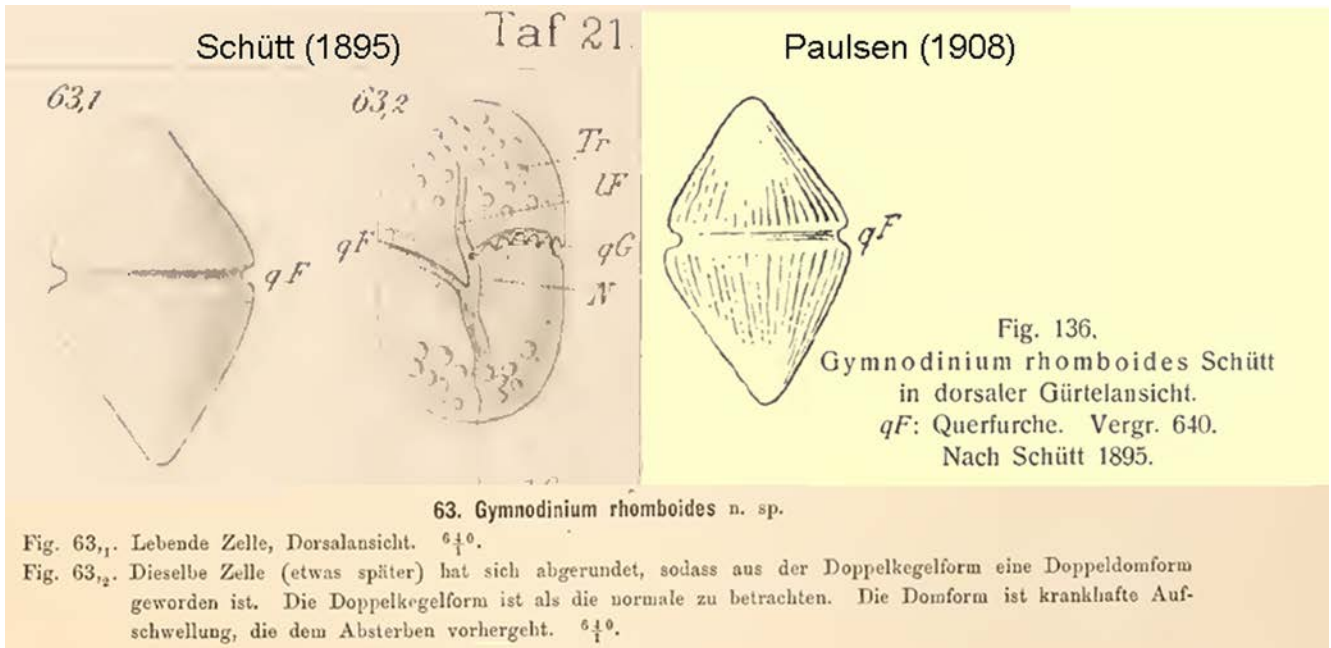 Schütt (1895)
Taf 21.
Paulsen (1908)
63,1
63,2
Tr
lF
qF
qG
N
qF
qF
Fig. 136.
Gymnodinium rhomboides Schütt
in dorsaler Gürtelansicht.
qF: Querfurche. Vergr. 640.
Nach Schütt 1895.
63. Gymnodinium rhomboides n. sp.
Fig. 63,₁. Lebende Zelle, Dorsalansicht. 640/1.
Fig. 63,₂. Dieselbe Zelle (etwas später) hat sich abgerundet, sodass aus der Doppelkegelform eine Doppeldomform
geworden ist. Die Doppelkegelform ist als die normale zu betrachten. Die Domform ist krankhafte Auf-
schwellung, die dem Absterben vorhergeht. 640/1.